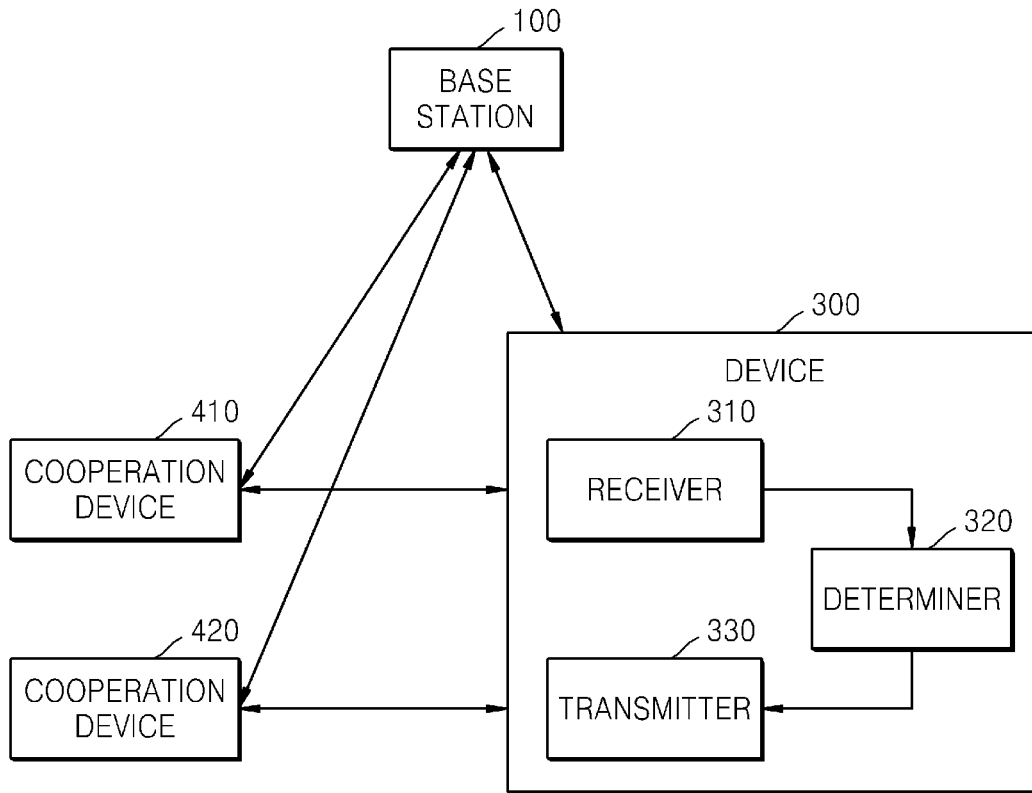 100
BASE
STATION
300
DEVICE
410
COOPERATION
DEVICE
310
RECEIVER
320
DETERMINER
420
COOPERATION
DEVICE
330
TRANSMITTER